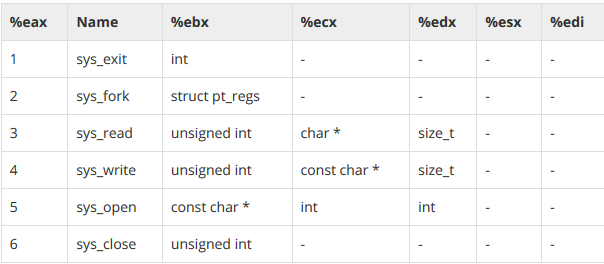 %eax Name %ebx %ecx %edx %esx %edi
1 sys_exit int - - - -
2 sys_fork struct pt_regs - - - -
3 sys_read unsigned int char * size_t - -
4 sys_write unsigned int const char * size_t - -
5 sys_open const char * int int - -
6 sys_close unsigned int - - - -